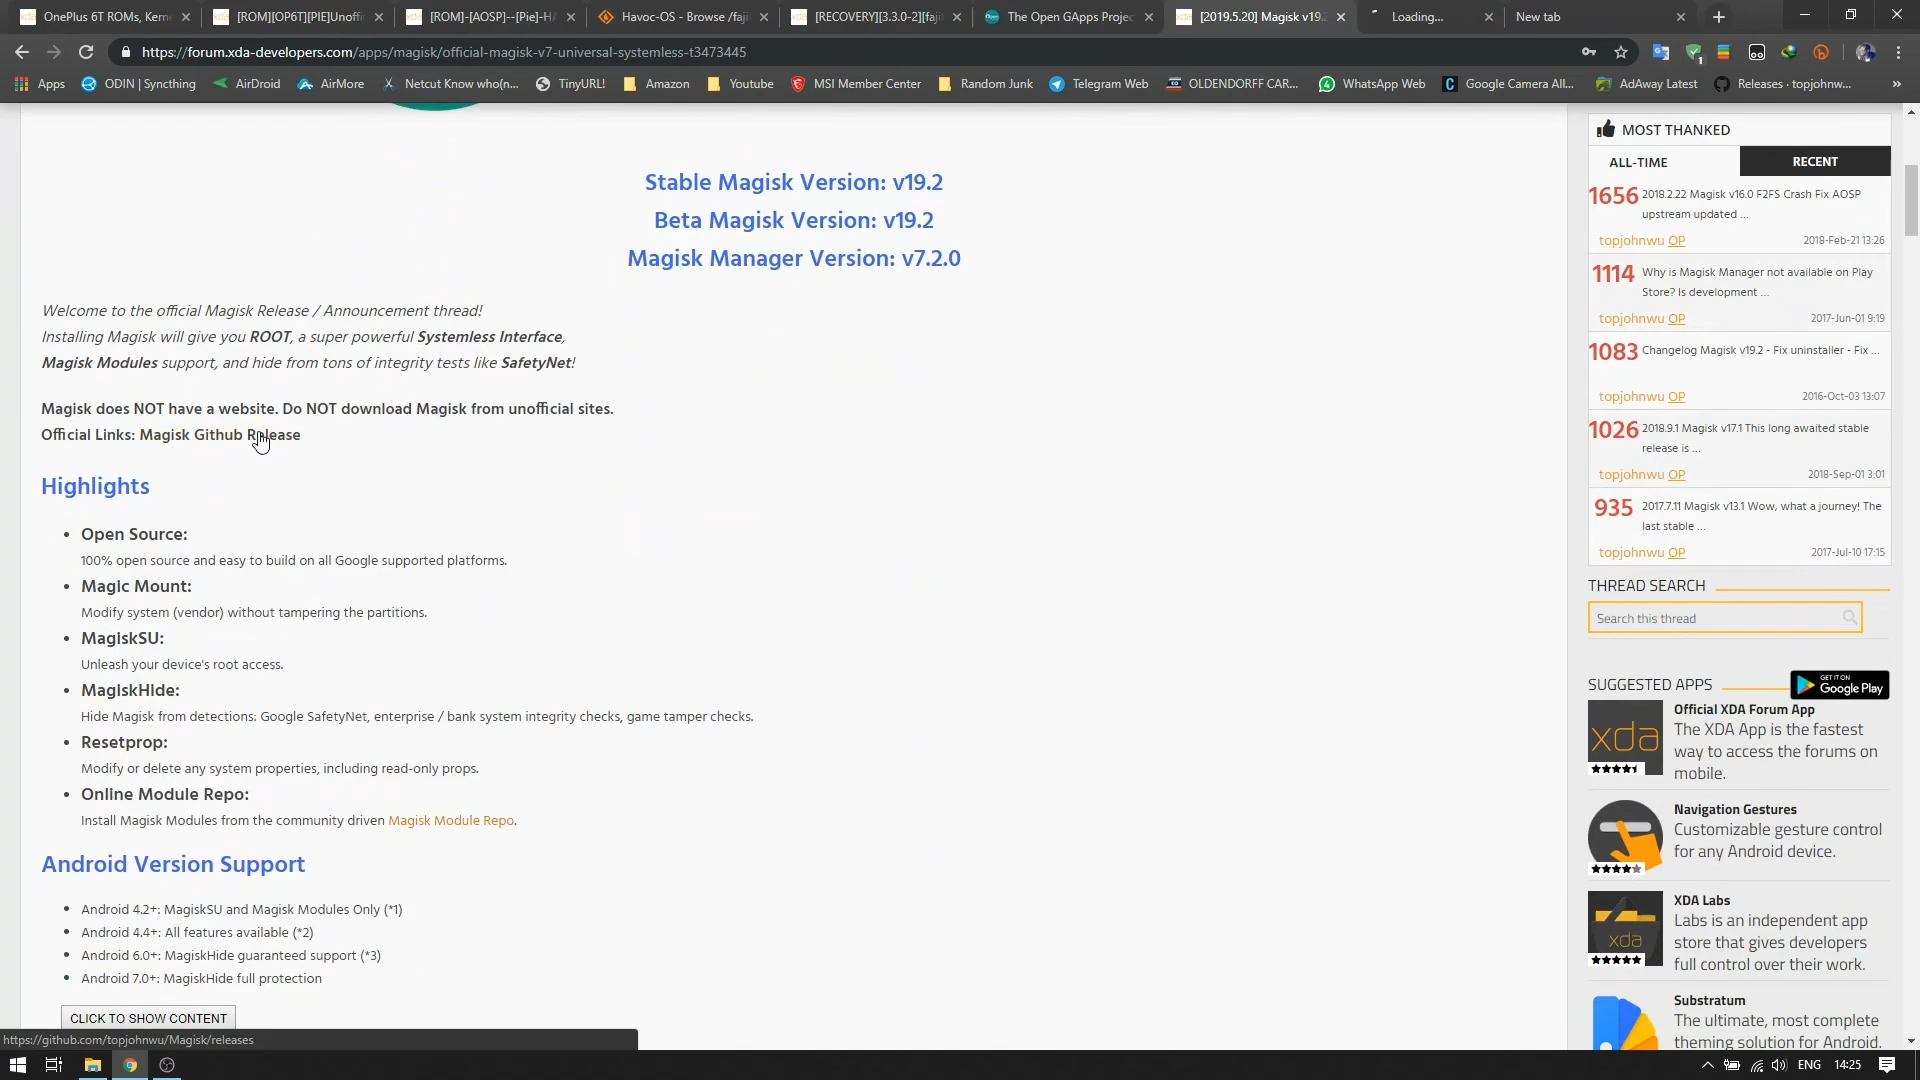 OnePlus 6T ROMs, Kern
[ROM][OP6T][PIE]Unoffi
[ROM]-[AOSP]--[Pie]-H
Havoc-OS - Browse /faji
[RECOVERY][3.3.0-2][faji
The Open GApps Projec
[2019.5.20] Magisk v19.
Loading...
New tab
https://forum.xda-developers.com/apps/magisk/official-magisk-v7-universal-systemless-t3473445
Apps
ODIN | Syncthing
AirDroid
AirMore
Netcut Know who(n...
TinyURL!
Amazon
Youtube
MSI Member Center
Random Junk
Telegram Web
OLDENDORFF CAR...
WhatsApp Web
Google Camera All...
AdAway Latest
Releases · topjohnw...
»
Stable Magisk Version: v19.2
Beta Magisk Version: v19.2
Magisk Manager Version: v7.2.0
Welcome to the official Magisk Release / Announcement thread!
Installing Magisk will give you ROOT, a super powerful Systemless Interface,
Magisk Modules support, and hide from tons of integrity tests like SafetyNet!
Magisk does NOT have a website. Do NOT download Magisk from unofficial sites.
Official Links: Magisk Github Release
Highlights
• Open Source:
100% open source and easy to build on all Google supported platforms.
• Magic Mount:
Modify system (vendor) without tampering the partitions.
• MagiskSU:
Unleash your device's root access.
• MagiskHide:
Hide Magisk from detections: Google SafetyNet, enterprise / bank system integrity checks, game tamper checks.
• Resetprop:
Modify or delete any system properties, including read-only props.
• Online Module Repo:
Install Magisk Modules from the community driven Magisk Module Repo.
Android Version Support
• Android 4.2+: MagiskSU and Magisk Modules Only (*1)
• Android 4.4+: All features available (*2)
• Android 6.0+: MagiskHide guaranteed support (*3)
• Android 7.0+: MagiskHide full protection
CLICK TO SHOW CONTENT
https://github.com/topjohnwu/Magisk/releases
MOST THANKED
ALL-TIME
RECENT
1656 2018.2.22 Magisk v16.0 F2FS Crash Fix AOSP
upstream updated ...
topjohnwu OP 2018-Feb-21 13:26
1114 Why is Magisk Manager not available on Play
Store? Is development ...
topjohnwu OP 2017-Jun-01 9:19
1083 Changelog Magisk v19.2 - Fix uninstaller - Fix ...
topjohnwu OP 2016-Oct-03 13:07
1026 2018.9.1 Magisk v17.1 This long awaited stable
release is ...
topjohnwu OP 2018-Sep-01 3:01
935 2017.7.11 Magisk v13.1 Wow, what a journey! The
last stable ...
topjohnwu OP 2017-Jul-10 17:15
THREAD SEARCH
Search this thread
SUGGESTED APPS
GET IT ON
Google Play
xda
Official XDA Forum App
The XDA App is the fastest
way to access the forums on
mobile.
Navigation Gestures
Customizable gesture control
for any Android device.
xda
XDA Labs
Labs is an independent app
store that gives developers
full control over their work.
Substratum
The ultimate, most complete
theming solution for Android.
ENG
14:25